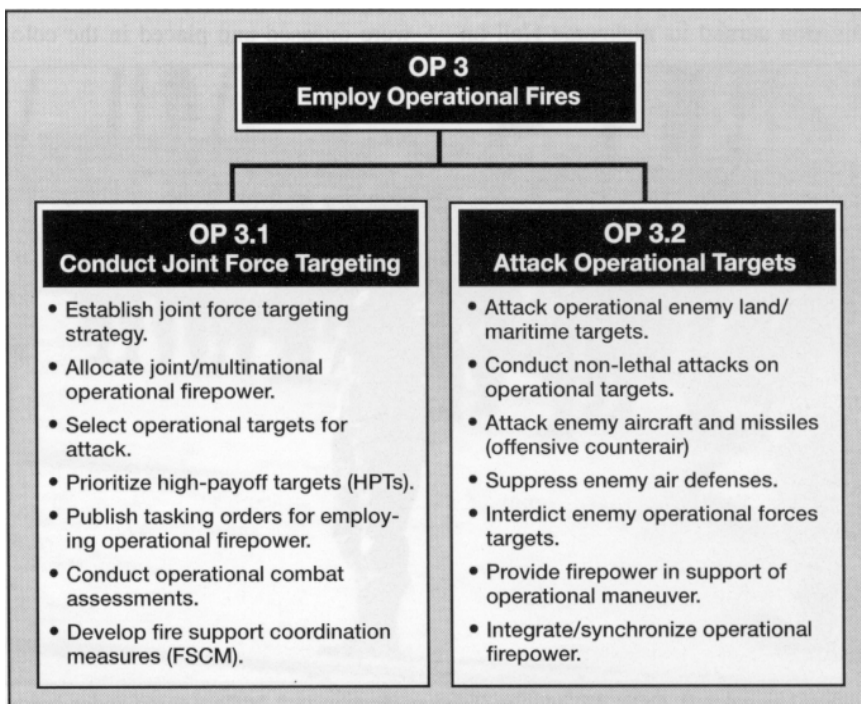 OP 3
Employ Operational Fires
OP 3.1
Conduct Joint Force Targeting
• Establish joint force targeting
strategy.
• Allocate joint/multinational
operational firepower.
• Select operational targets for
attack.
• Prioritize high-payoff targets (HPTs).
• Publish tasking orders for employ-
ing operational firepower.
• Conduct operational combat
assessments.
• Develop fire support coordination
measures (FSCM).
OP 3.2
Attack Operational Targets
• Attack operational enemy land/
maritime targets.
• Conduct non-lethal attacks on
operational targets.
• Attack enemy aircraft and missiles
(offensive counterair)
• Suppress enemy air defenses.
• Interdict enemy operational forces
targets.
• Provide firepower in support of
operational maneuver.
• Integrate/synchronize operational
firepower.